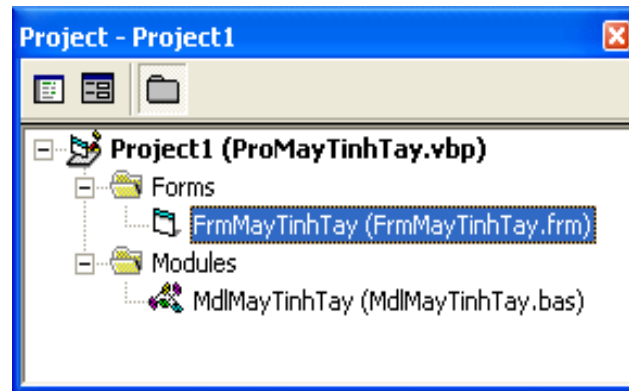 Project - Project1
Project1 (ProMayTinhTay.vbp)
Forms
FrmMayTinhTay (FrmMayTinhTay.frm)
Modules
MdlMayTinhTay (MdlMayTinhTay.bas)